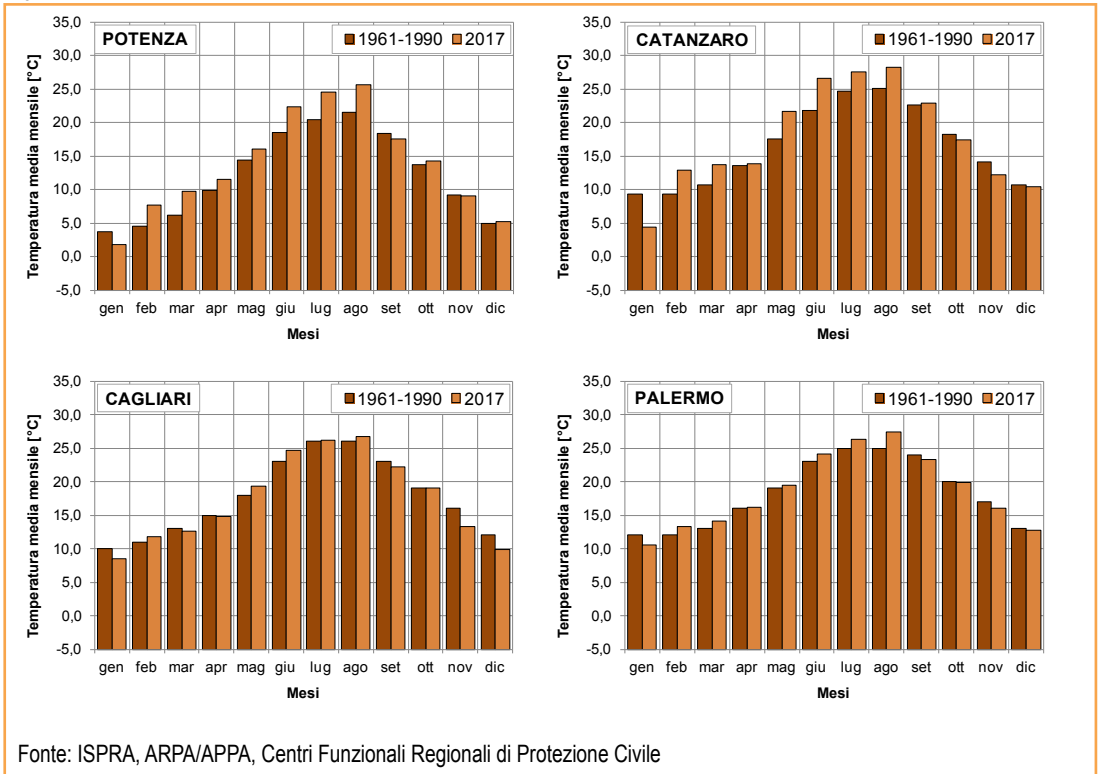 POTENZA
1961-1990 2017
Temperatura media mensile [°C]
35,0
30,0
25,0
20,0
15,0
10,0
5,0
0,0
-5,0
gen feb mar apr mag giu lug ago set ott nov dic
Mesi
CATANZARO
1961-1990 2017
Temperatura media mensile [°C]
35,0
30,0
25,0
20,0
15,0
10,0
5,0
0,0
-5,0
gen feb mar apr mag giu lug ago set ott nov dic
Mesi
CAGLIARI
1961-1990 2017
Temperatura media mensile [°C]
35,0
30,0
25,0
20,0
15,0
10,0
5,0
0,0
-5,0
gen feb mar apr mag giu lug ago set ott nov dic
Mesi
PALERMO
1961-1990 2017
Temperatura media mensile [°C]
35,0
30,0
25,0
20,0
15,0
10,0
5,0
0,0
-5,0
gen feb mar apr mag giu lug ago set ott nov dic
Mesi
Fonte: ISPRA, ARPA/APPA, Centri Funzionali Regionali di Protezione Civile